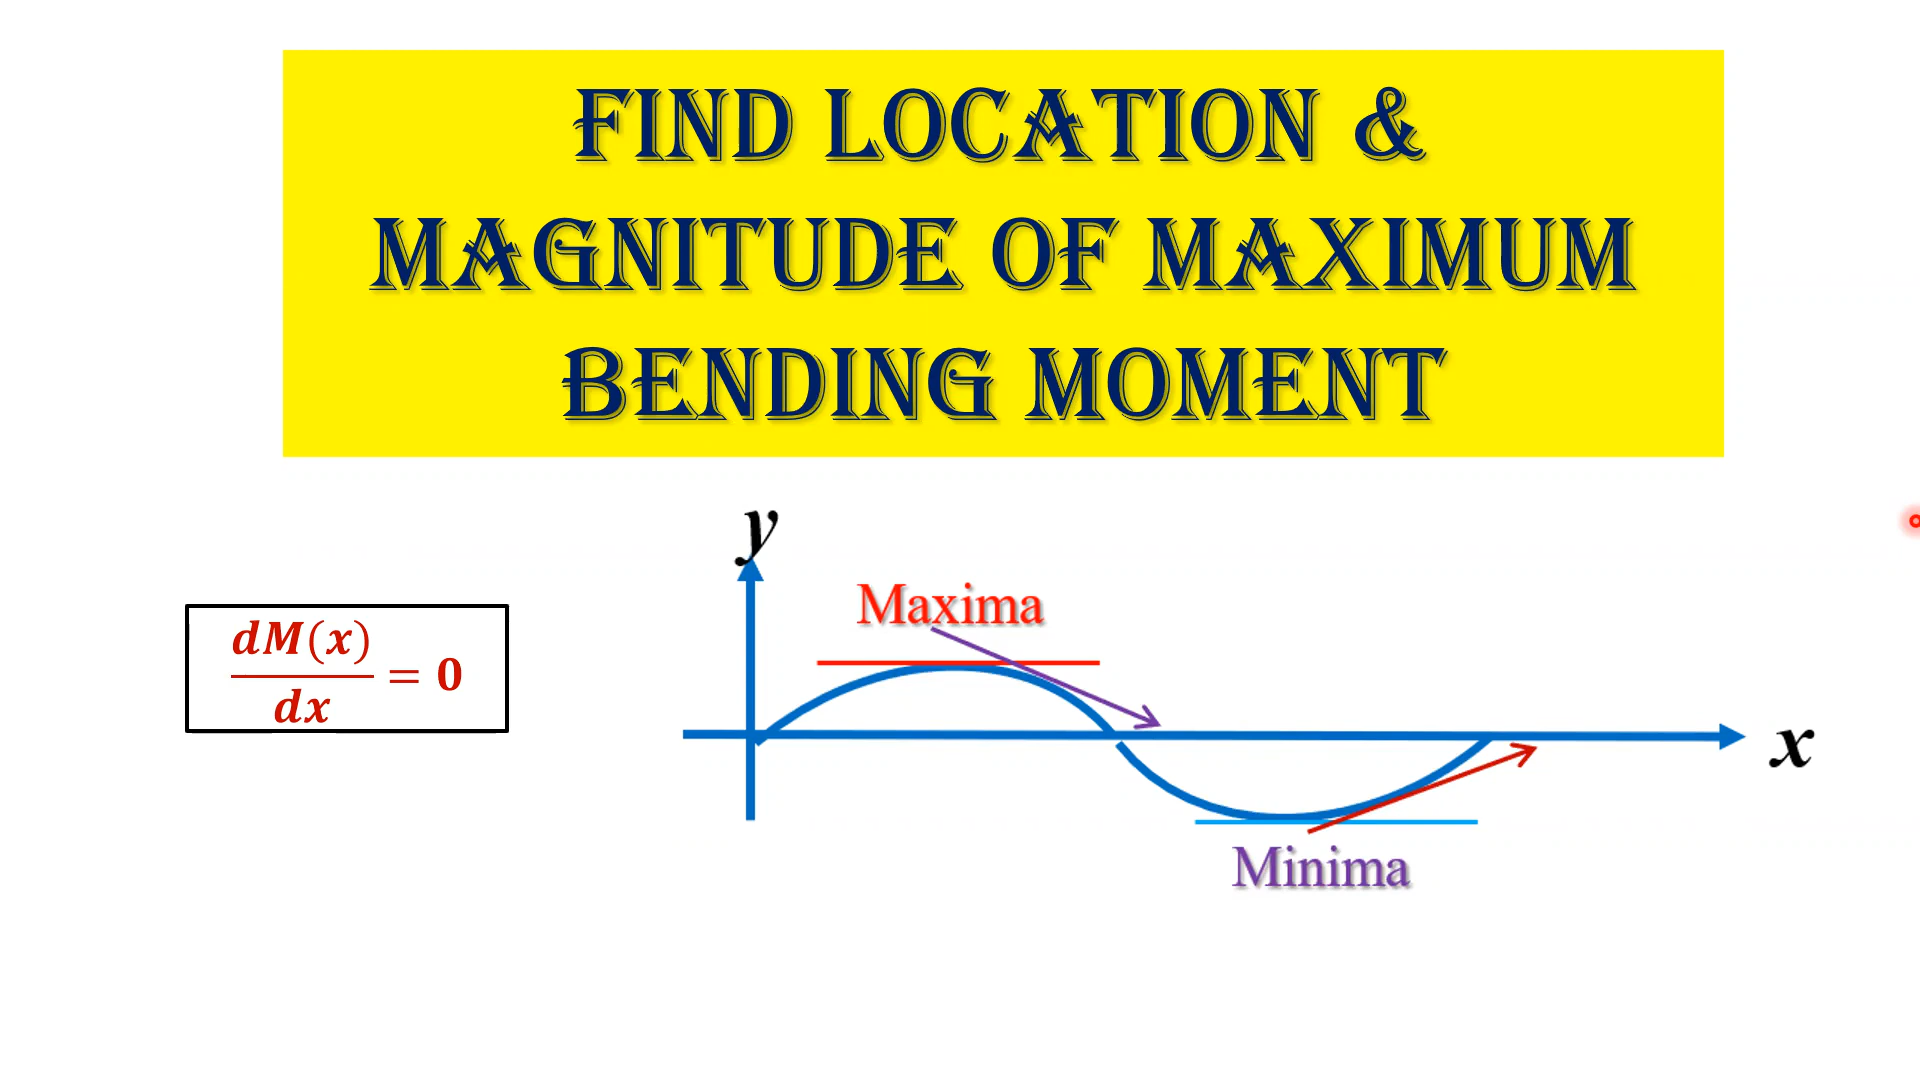 FIND LOCATION &
MAGNITUDE OF MAXIMUM
BENDING MOMENT
y
Maxima
dM(x)
dx
= 0
x
Minima